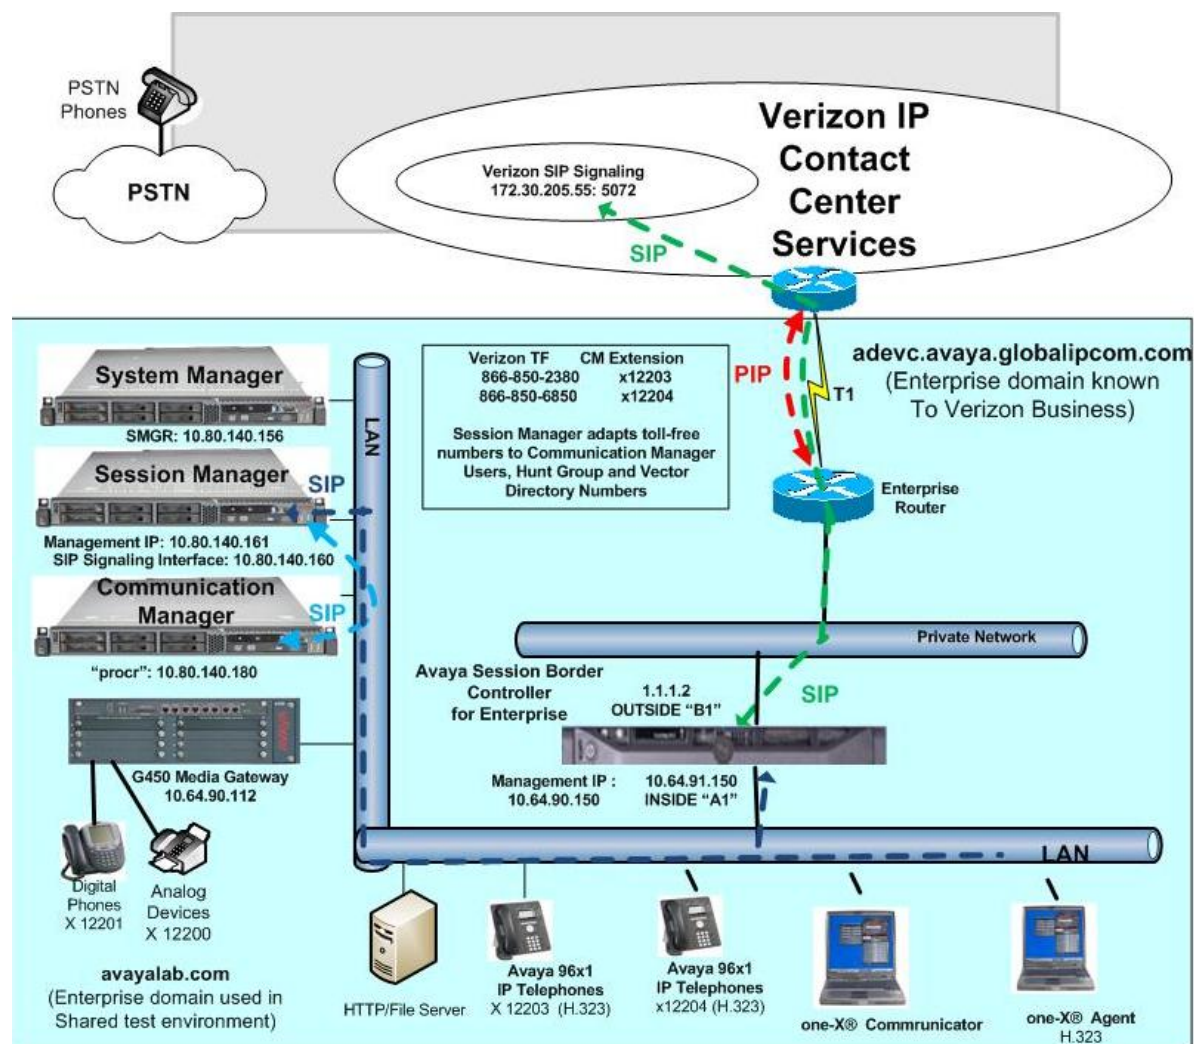 PSTN
Phones
PSTN
Verizon IP
Contact
Center
Services
Verizon SIP Signaling
172.30.205.55: 5072
SIP
System Manager
SMGR: 10.80.140.156
Session Manager
SIP
Management IP: 10.80.140.161
SIP Signaling Interface: 10.80.140.160
Communication
Manager
SIP
"procr": 10.80.140.180
G450 Media Gateway
10.64.90.112
Digital
Phones
X 12201
Analog
Devices
X 12200
avayalab.com
(Enterprise domain used in
Shared test environment)
LAN
Verizon TF CM Extension
866-850-2380 x12203
866-850-6850 x12204
Session Manager adapts toll-free
numbers to Communication Manager
Users, Hunt Group and Vector
Directory Numbers
PIP
T1
adevc.avaya.globalipcom.com
(Enterprise domain known
To Verizon Business)
Enterprise
Router
Private Network
Avaya Session Border
Controller
for Enterprise
1.1.1.2
OUTSIDE "B1"
SIP
Management IP :
10.64.90.150
10.64.91.150
INSIDE "A1"
LAN
HTTP/File Server
Avaya 96x1
IP Telephones
X 12203 (H.323)
Avaya 96x1
IP Telephones
x12204 (H.323)
one-X® Commrunicator
one-X® Agent
H.323